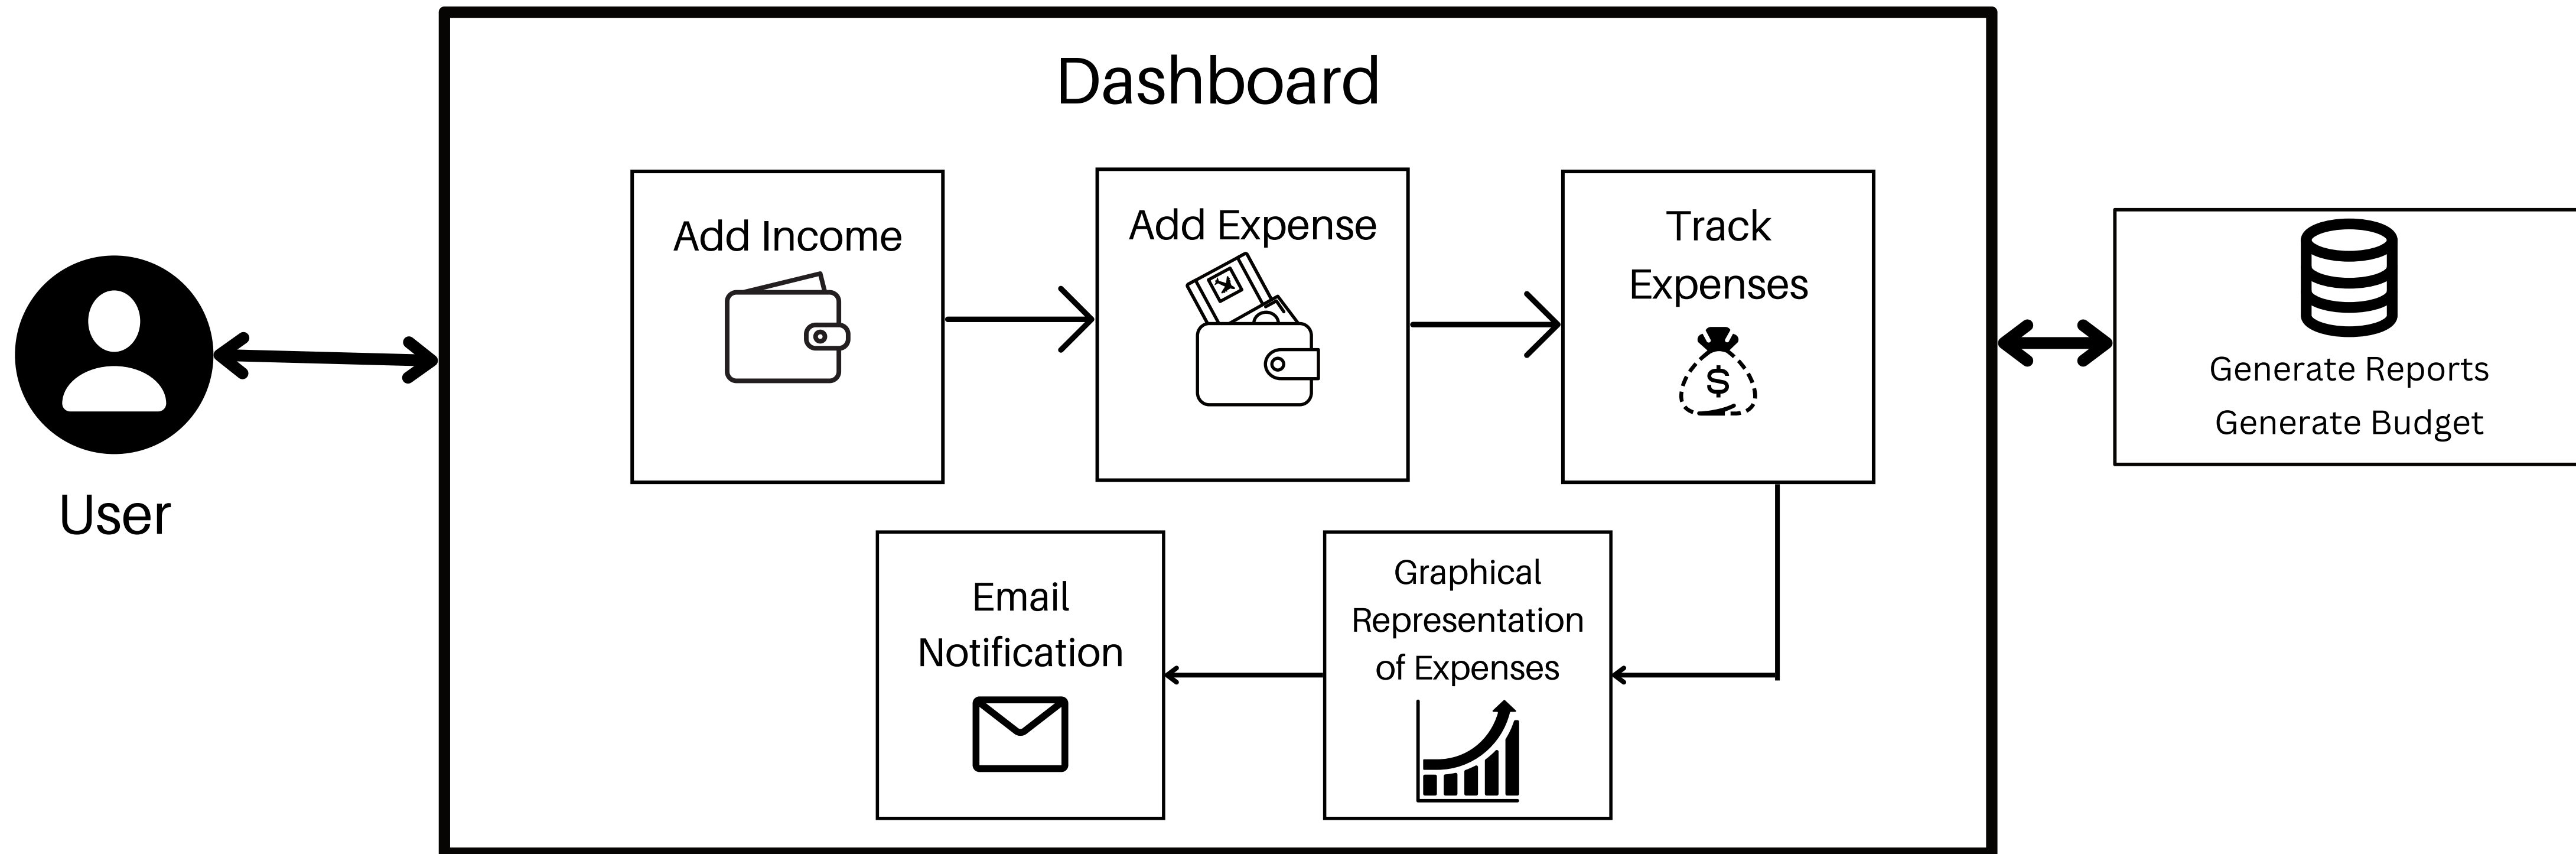 Dashboard
Add Income
Add Expense
Track
Expenses
$
User
Generate Reports
Generate Budget
Email
Notification
Graphical
Representation
of Expenses